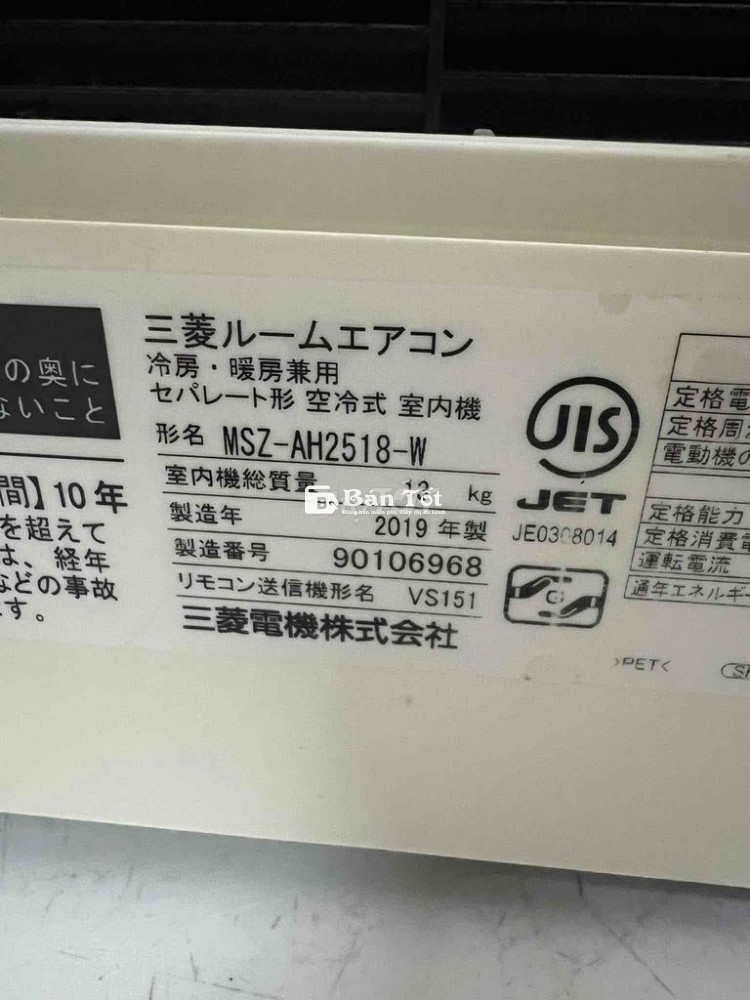 の奥に
ないこと
間】10年
を超えて
は、経年
などの事故
す。
三菱ルームエアコン
冷房・暖房兼用
セパレート形 空冷式 室内機
形名 MSZ-AH2518-W
室内機総質量 kg
Bán Tốt
製造年 2019 年製
製造番号 90106968
リモコン送信機形名 VS151
三菱電機株式会社
JIS
JET
定格電
定格周
電動機の
定格能力
定格消費電
運転電流
通年エネルギー
>PET<